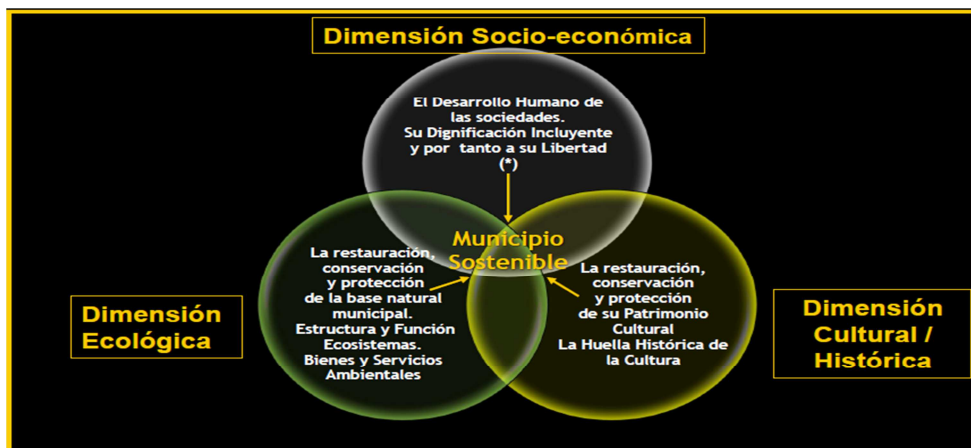 Dimensión Socio-económica
El Desarrollo Humano de
las sociedades.
Su Dignificación Incluyente
y por tanto a su Libertad
(*)
Municipio
Sostenible
La restauración,
conservación
y protección
de la base natural
municipal.
Estructura y Función
Ecosistemas.
Bienes y Servicios
Ambientales
La restauración,
conservación
y protección
de su Patrimonio
Cultural
La Huella Histórica de
la Cultura
Dimensión
Ecológica
Dimensión
Cultural /
Histórica